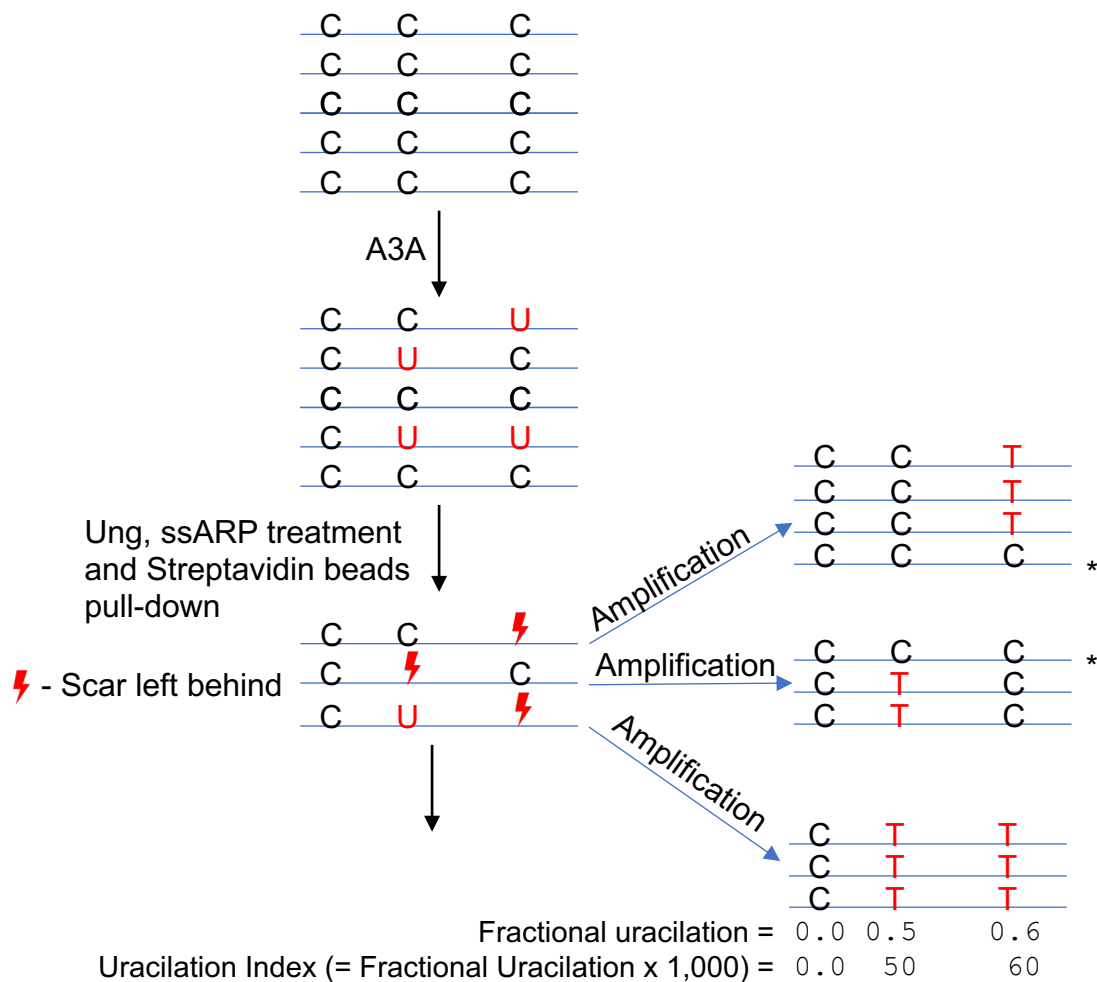 C C C
C C C
C C C
C C C
C C C
A3A
C C U
C U C
C C C
C U U
C C C
Ung, ssARP treatment
and Streptavidin beads
pull-down
C C
C C
C U
- Scar left behind
Amplification
C C T
C C T
C C T
C C C *
Amplification
C C C *
C T C
C T C
Amplification
C T T
C T T
C T T
Fractional uracilation = 0.0 0.5 0.6
Uracilation Index (= Fractional Uracilation x 1,000) = 0.0 50 60